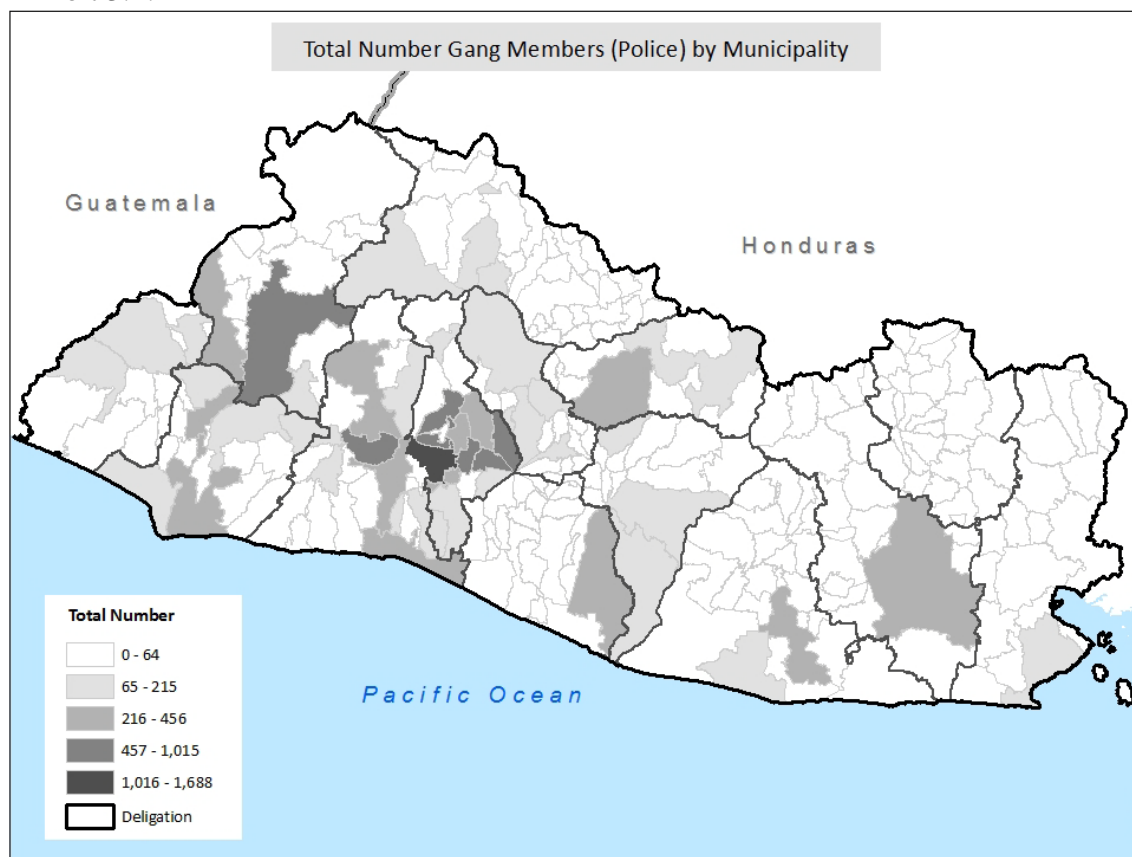 Total Number Gang Members (Police) by Municipality
Guatemala
Honduras
Pacific Ocean
Total Number
0 - 64
65 - 215
216 - 456
457 - 1,015
1,016 - 1,688
Deligation